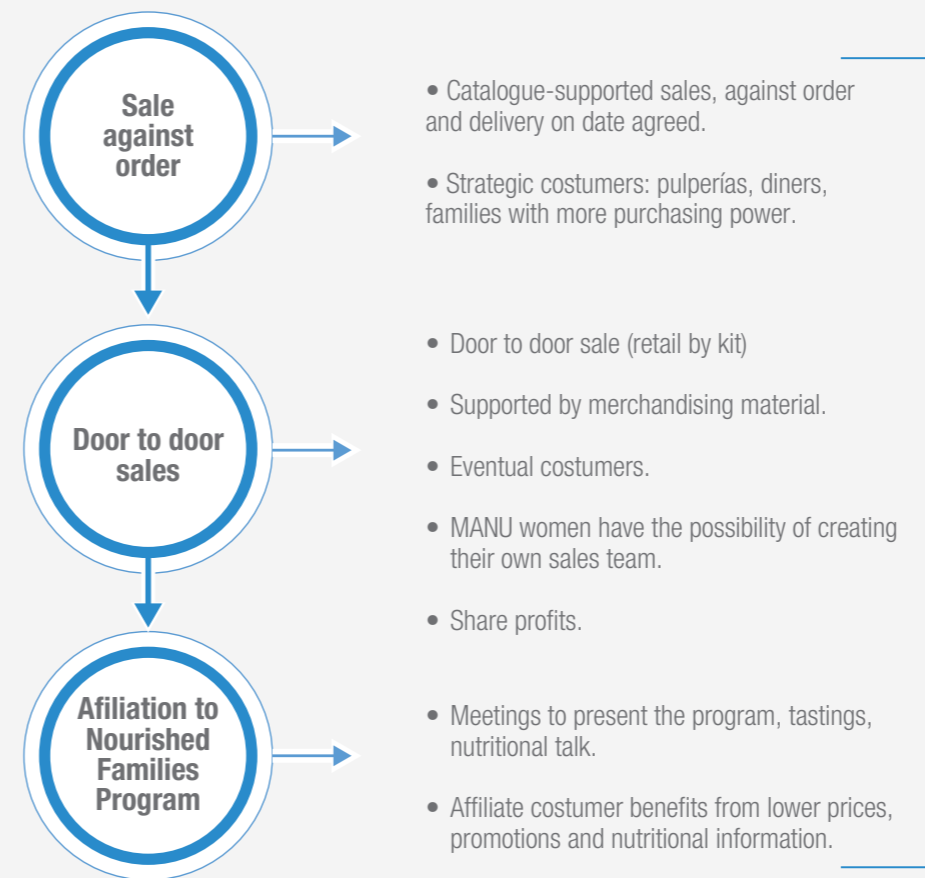 Sale
against
order
• Catalogue-supported sales, against order
and delivery on date agreed.
• Strategic costumers: pulperías, diners,
families with more purchasing power.
Door to door
sales
• Door to door sale (retail by kit)
• Supported by merchandising material.
• Eventual costumers.
• MANU women have the possibility of creating
their own sales team.
• Share profits.
Afiliation to
Nourished
Families
Program
• Meetings to present the program, tastings,
nutritional talk.
• Affiliate costumer benefits from lower prices,
promotions and nutritional information.